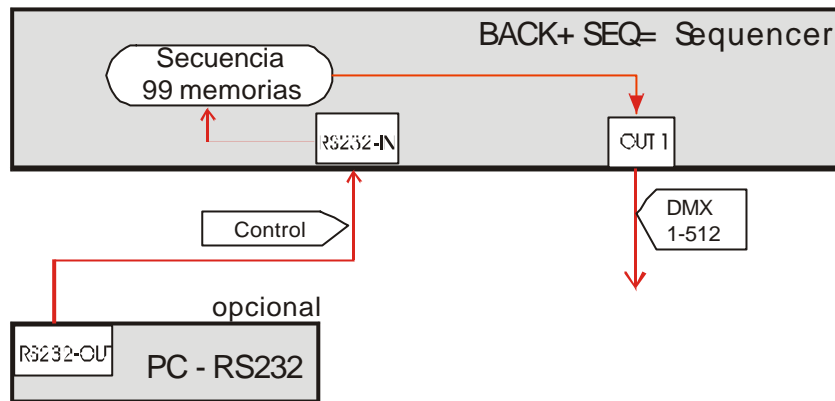 BACK+ SEQ= Sequencer
Secuencia
99 memorias
RS232-IN
OUT 1
Control
DMX
1-512
opcional
RS232-OUT
PC - RS232